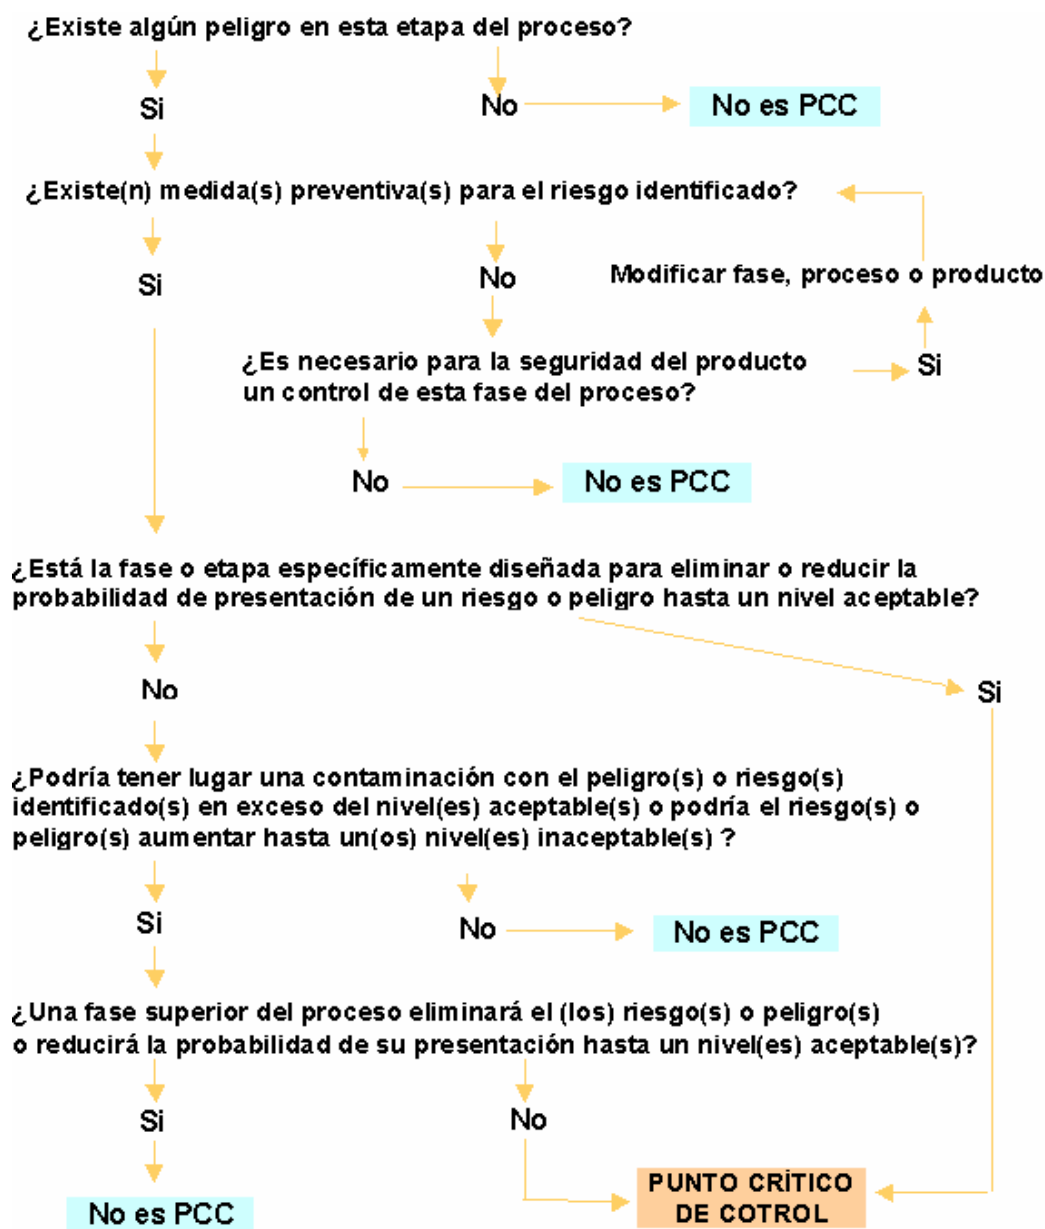 ¿Existe algún peligro en esta etapa del proceso?
Si
No
No es PCC
¿Existe(n) medida(s) preventiva(s) para el riesgo identificado?
Si
No
Modificar fase, proceso o producto
¿Es necesario para la seguridad del producto
un control de esta fase del proceso?
Si
No
No es PCC
¿Está la fase o etapa específicamente diseñada para eliminar o reducir la
probabilidad de presentación de un riesgo o peligro hasta un nivel aceptable?
No
Si
¿Podría tener lugar una contaminación con el peligro(s) o riesgo(s)
identificado(s) en exceso del nivel(es) aceptable(s) o podría el riesgo(s) o
peligro(s) aumentar hasta un(os) nivel(es) inaceptable(s) ?
Si
No
No es PCC
¿Una fase superior del proceso eliminará el (los) riesgo(s) o peligro(s)
o reducirá la probabilidad de su presentación hasta un nivel(es) aceptable(s)?
Si
No
No es PCC
PUNTO CRÍTICO
DE COTROL